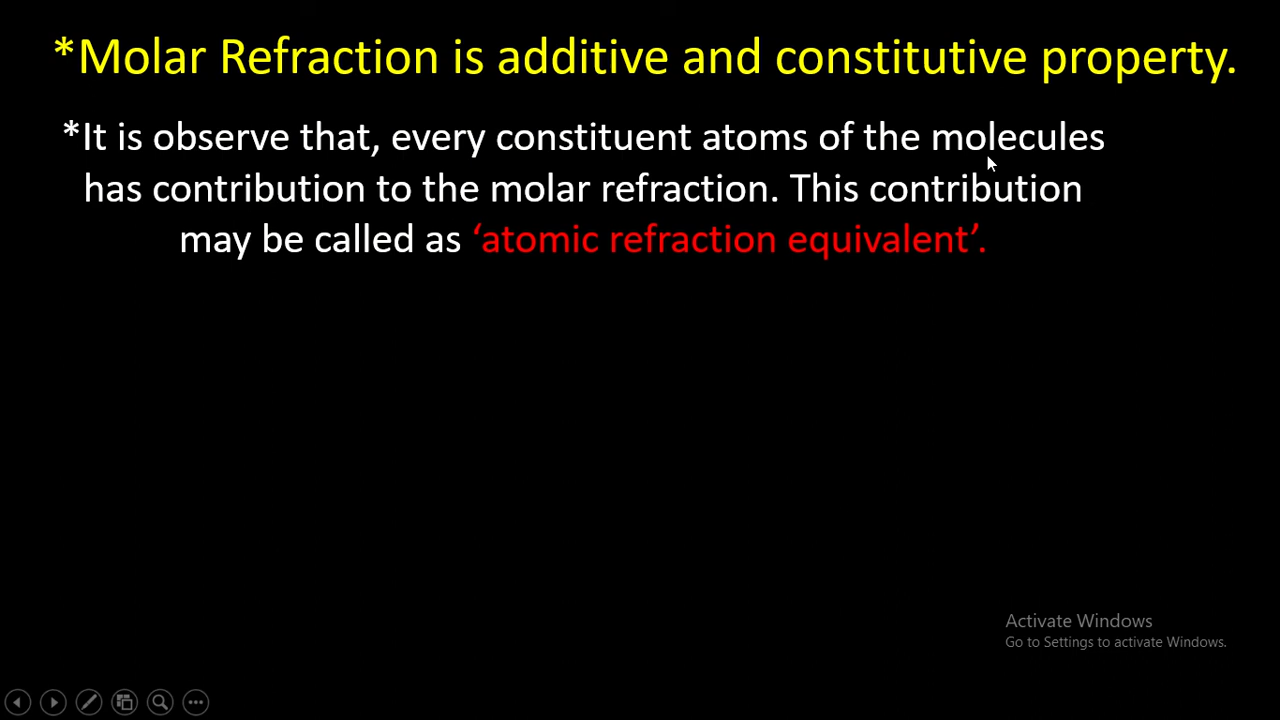 *Molar Refraction is additive and constitutive property.
*It is observe that, every constituent atoms of the molecules
has contribution to the molar refraction. This contribution
may be called as ‘atomic refraction equivalent’.
Activate Windows
Go to Settings to activate Windows.